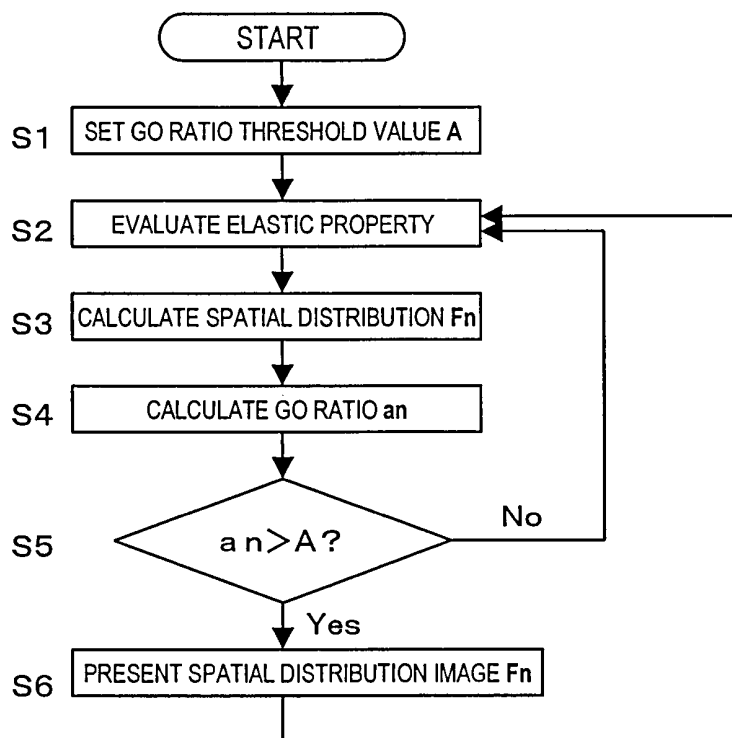 START
S1 SET GO RATIO THRESHOLD VALUE A
S2 EVALUATE ELASTIC PROPERTY
S3 CALCULATE SPATIAL DISTRIBUTION Fn
S4 CALCULATE GO RATIO an
S5 an>A?
No
Yes
S6 PRESENT SPATIAL DISTRIBUTION IMAGE Fn